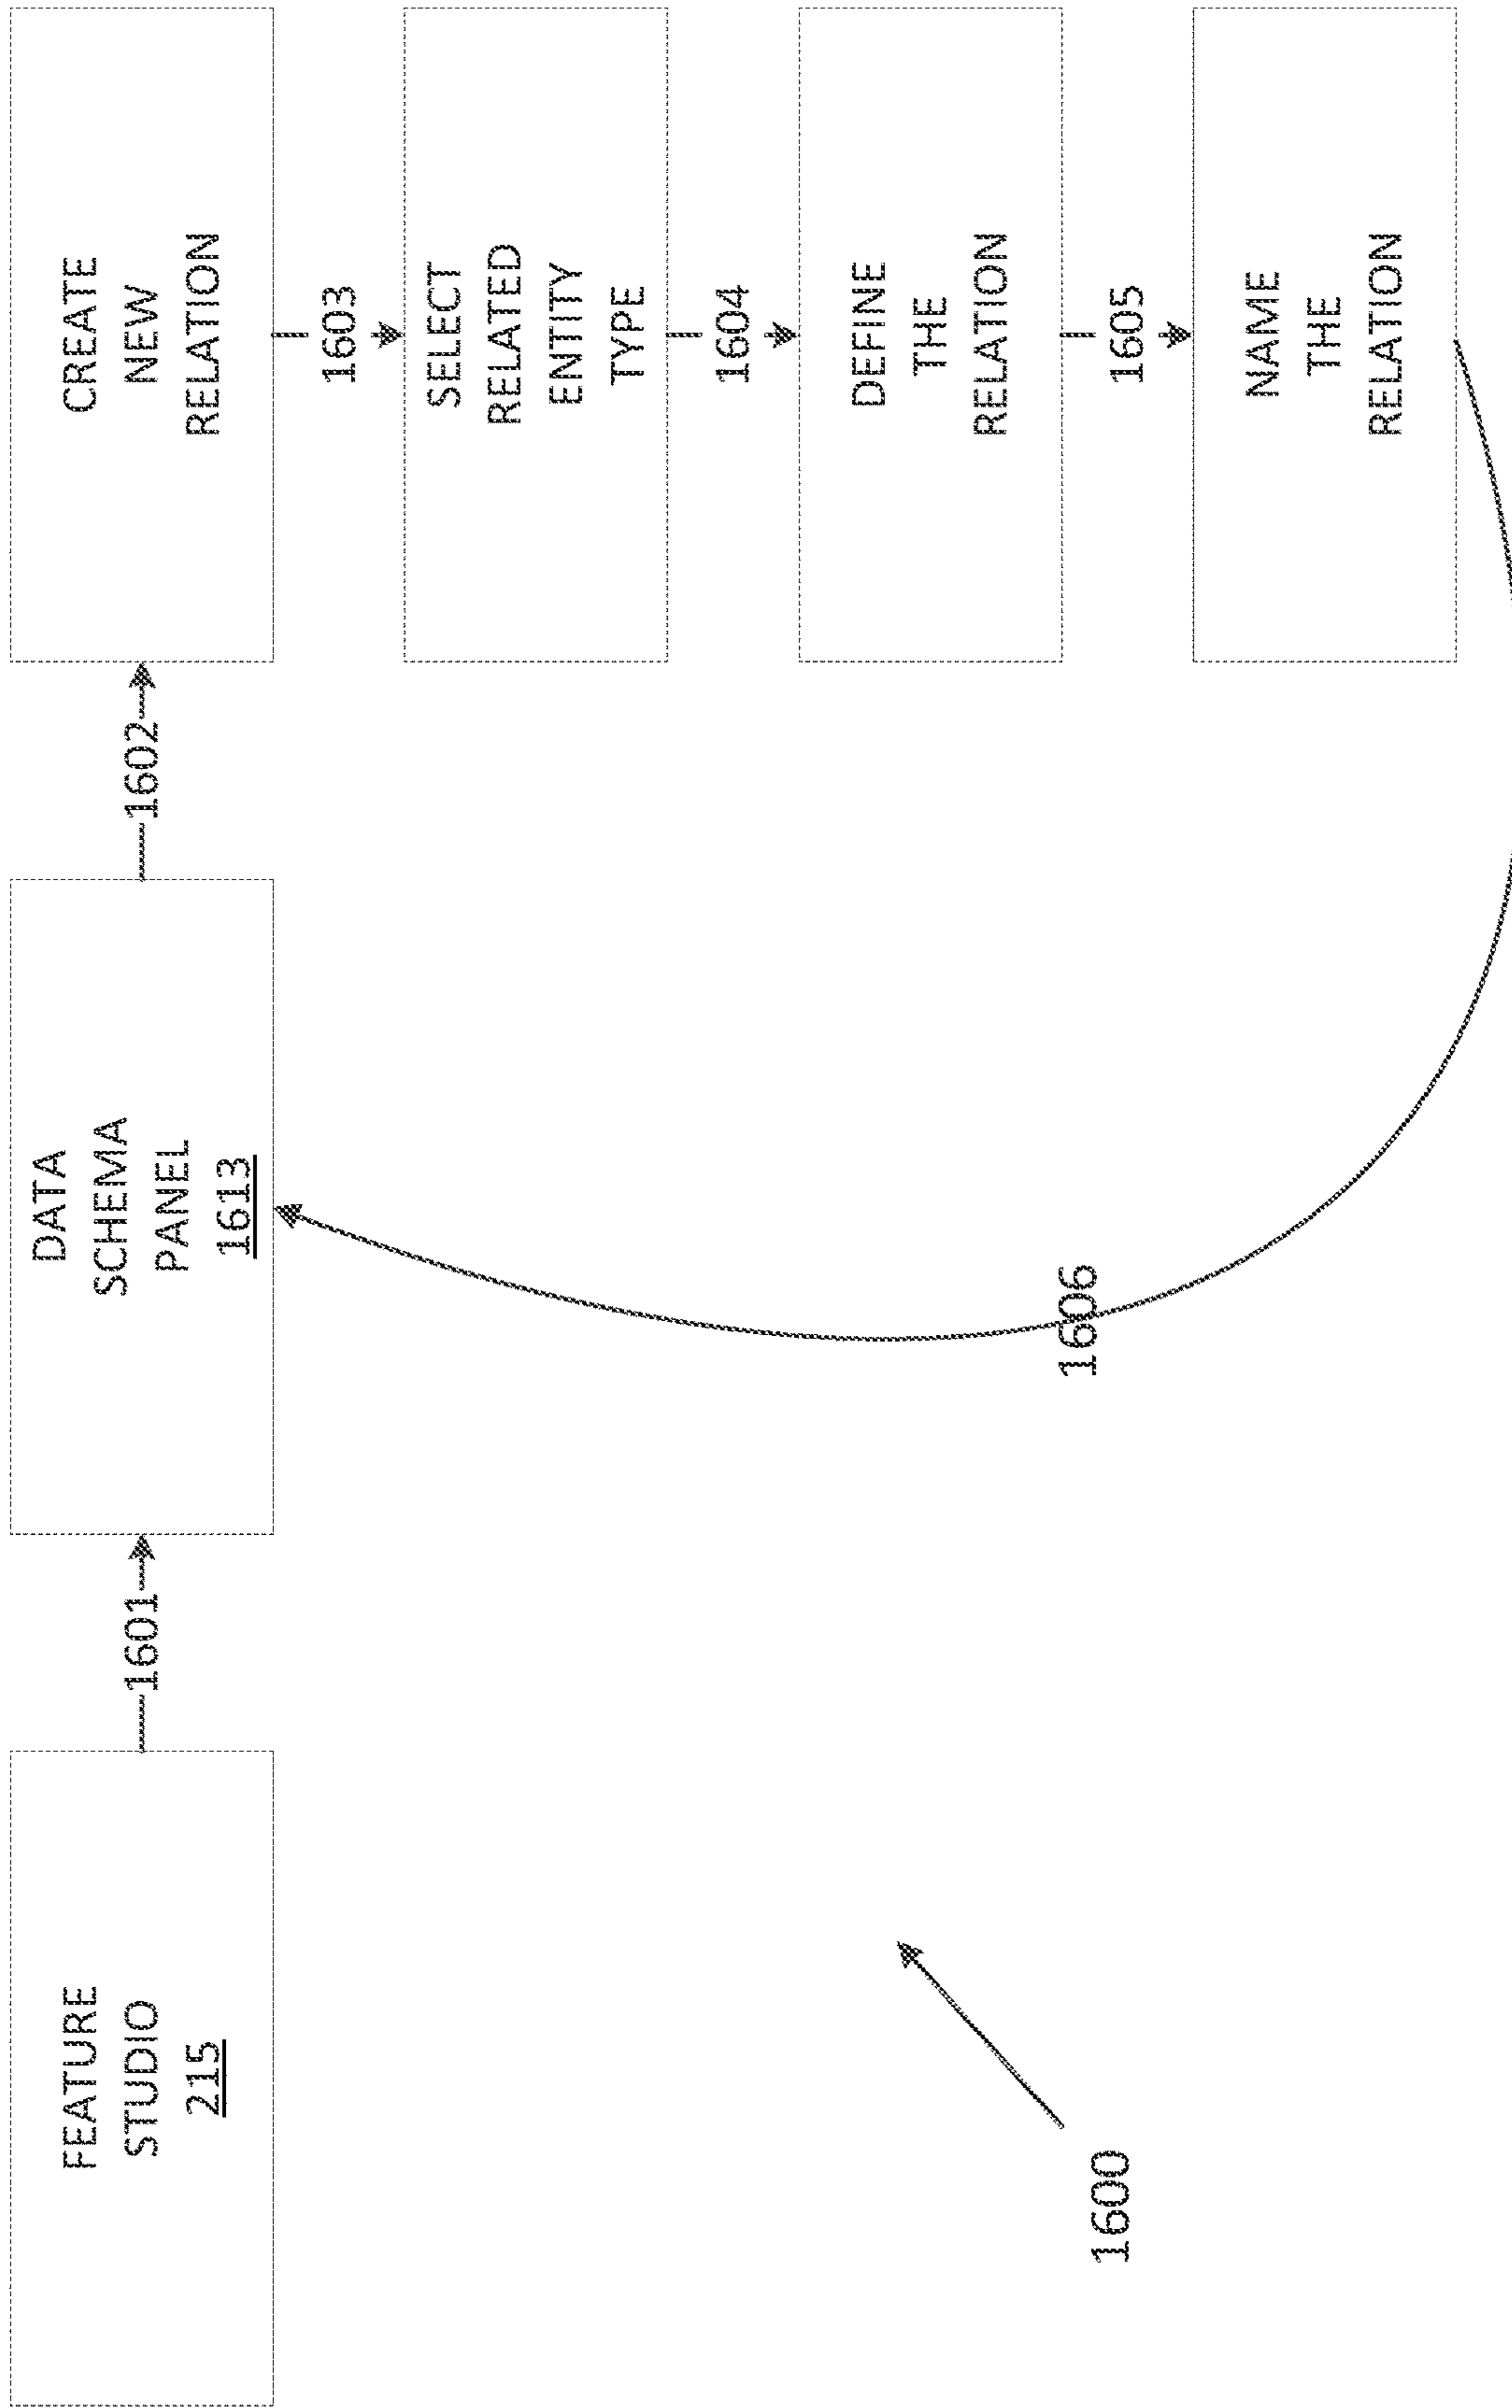 FEATURE
STUDIO
215
1601
DATA
SCHEMA
PANEL
1613
1602
CREATE
NEW
RELATION
1603
SELECT
RELATED
ENTITY
TYPE
1604
DEFINE
THE
RELATION
1605
NAME
THE
RELATION
1606
1600